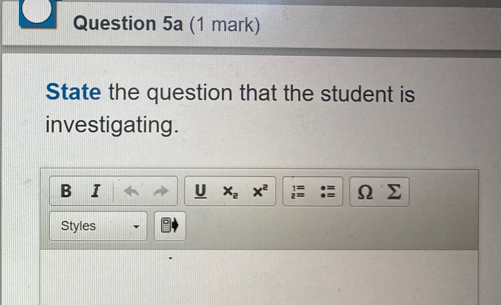 Question 5a (1 mark)
State the question that the student is
investigating.
B I U X₂ X² Ω Σ
Styles